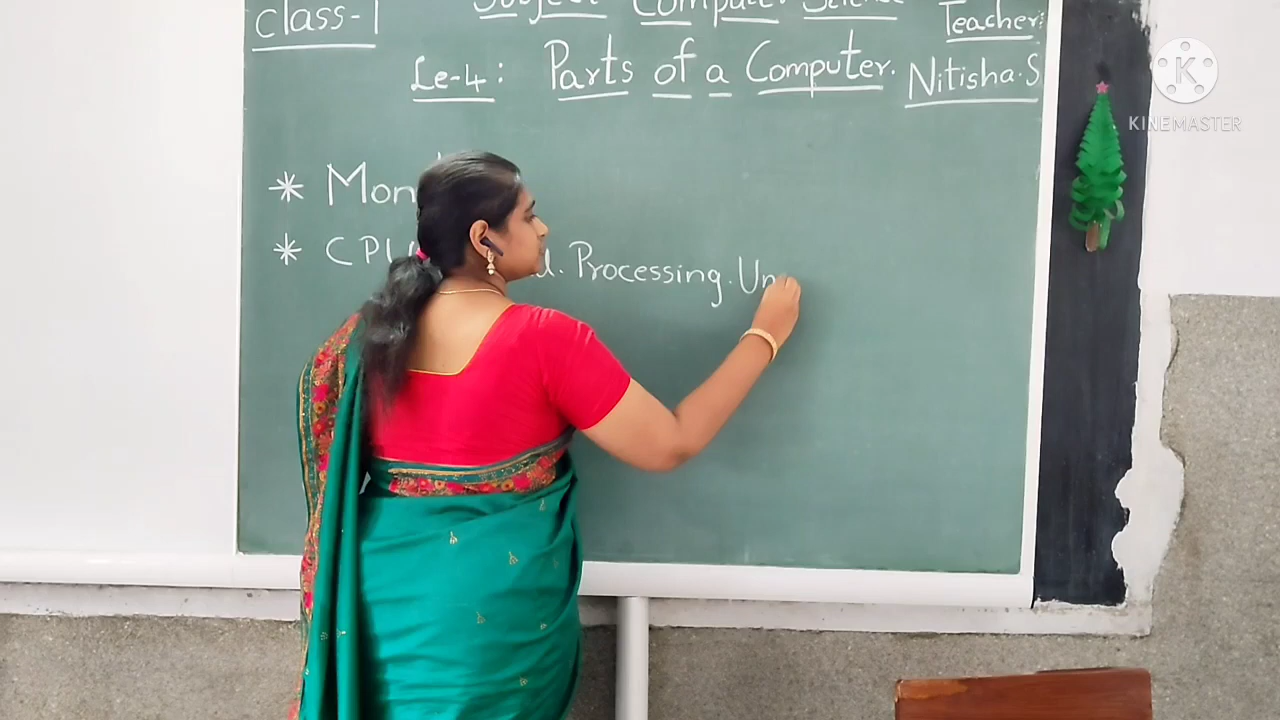 Class-1 Subject Computer Science Teacher:
Le-4: Parts of a Computer. Nitisha.S
* Mon
* CPU Processing. Un
K
KINEMASTER